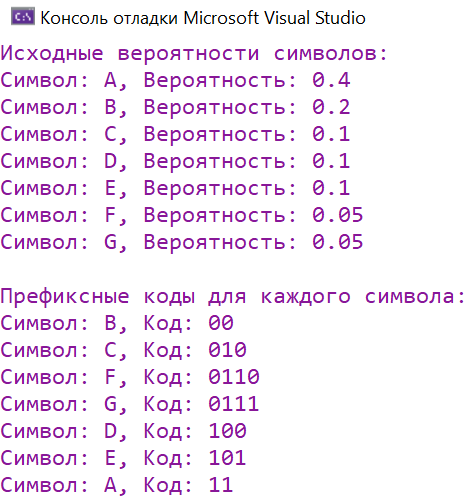 Консоль отладки Microsoft Visual Studio
Исходные вероятности символов:
Символ: A, Вероятность: 0.4
Символ: B, Вероятность: 0.2
Символ: C, Вероятность: 0.1
Символ: D, Вероятность: 0.1
Символ: E, Вероятность: 0.1
Символ: F, Вероятность: 0.05
Символ: G, Вероятность: 0.05
Префиксные коды для каждого символа:
Символ: B, Код: 00
Символ: C, Код: 010
Символ: F, Код: 0110
Символ: G, Код: 0111
Символ: D, Код: 100
Символ: E, Код: 101
Символ: A, Код: 11